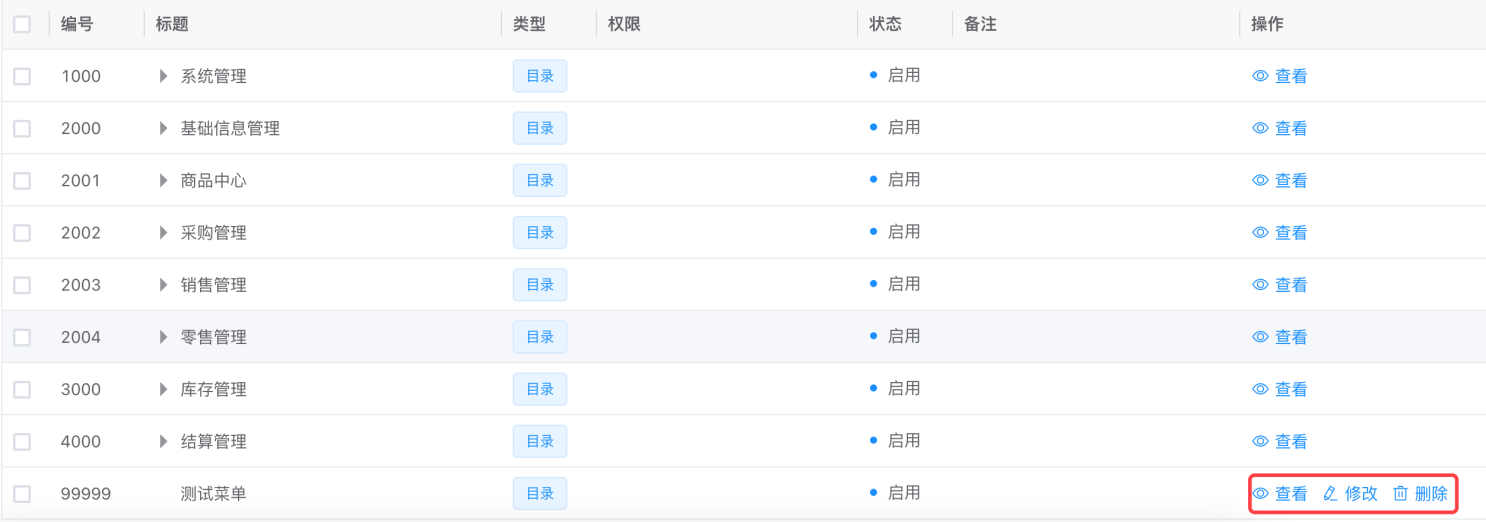 编号 标题 类型 权限 状态 备注 操作
1000 系统管理 目录 启用 查看
2000 基础信息管理 目录 启用 查看
2001 商品中心 目录 启用 查看
2002 采购管理 目录 启用 查看
2003 销售管理 目录 启用 查看
2004 零售管理 目录 启用 查看
3000 库存管理 目录 启用 查看
4000 结算管理 目录 启用 查看
99999 测试菜单 目录 启用 查看 修改 删除